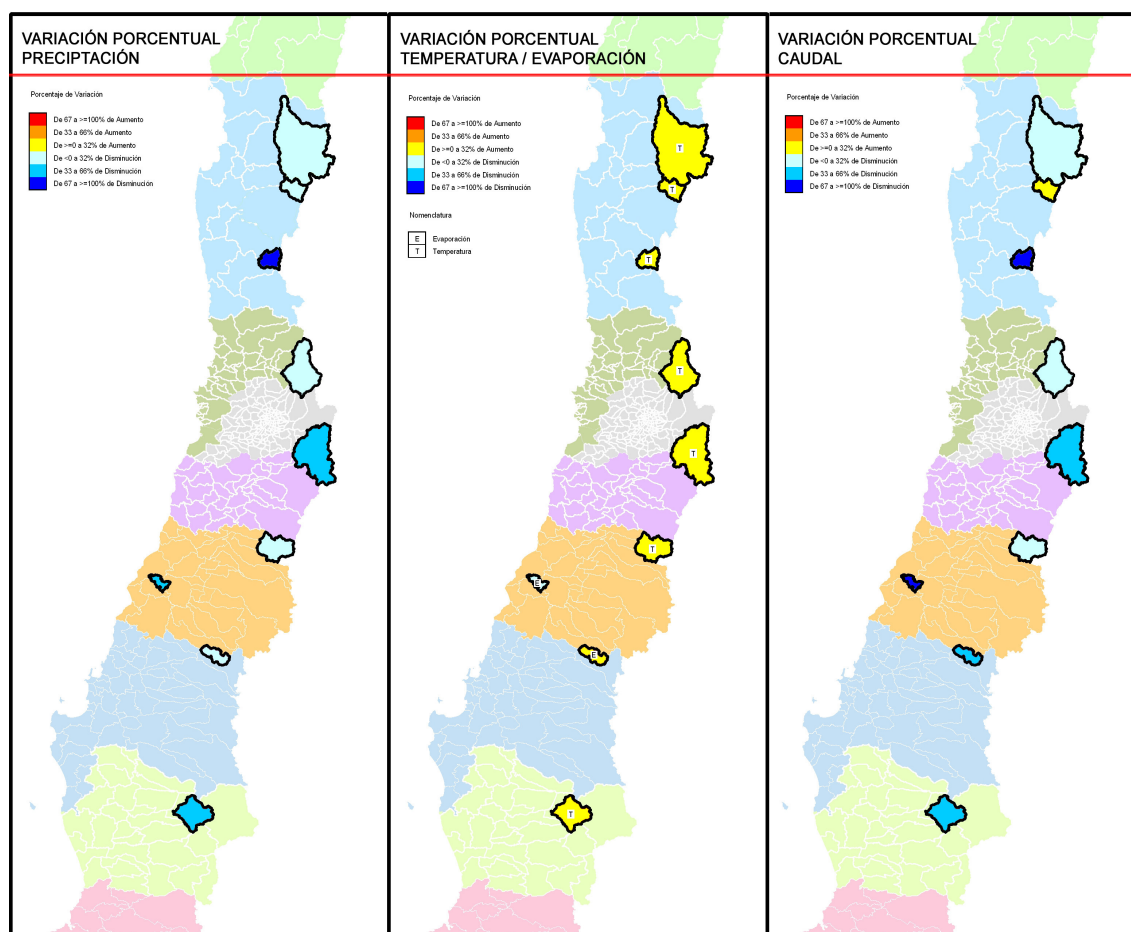 VARIACIÓN PORCENTUAL
PRECIPTACIÓN
Porcentaje de Variación
De 67 a >=100% de Aumento
De 33 a 66% de Aumento
De >=0 a 32% de Aumento
De <0 a 32% de Disminución
De 33 a 66% de Disminución
De 67 a >=100% de Disminución
VARIACIÓN PORCENTUAL
TEMPERATURA / EVAPORACIÓN
Porcentaje de Variación
De 67 a >=100% de Aumento
De 33 a 66% de Aumento
De >=0 a 32% de Aumento
De <0 a 32% de Disminución
De 33 a 66% de Disminución
De 67 a >=100% de Disminución
Nomenclatura
E Evaporación
T Temperatura
T
T
T
T
T
T
E
E
T
VARIACIÓN PORCENTUAL
CAUDAL
Porcentaje de Variación
De 67 a >=100% de Aumento
De 33 a 66% de Aumento
De >=0 a 32% de Aumento
De <0 a 32% de Disminución
De 33 a 66% de Disminución
De 67 a >=100% de Disminución